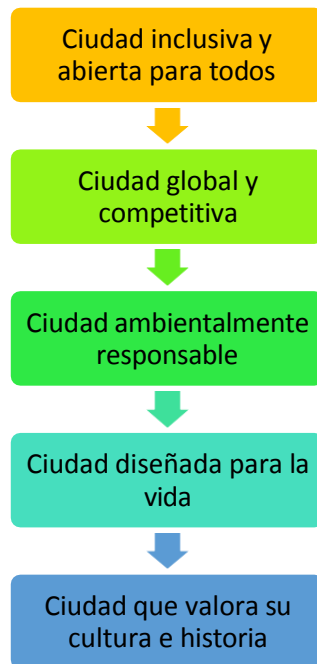 Ciudad inclusiva y
abierta para todos
Ciudad global y
competitiva
Ciudad ambientalmente
responsable
Ciudad diseñada para la
vida
Ciudad que valora su
cultura e historia